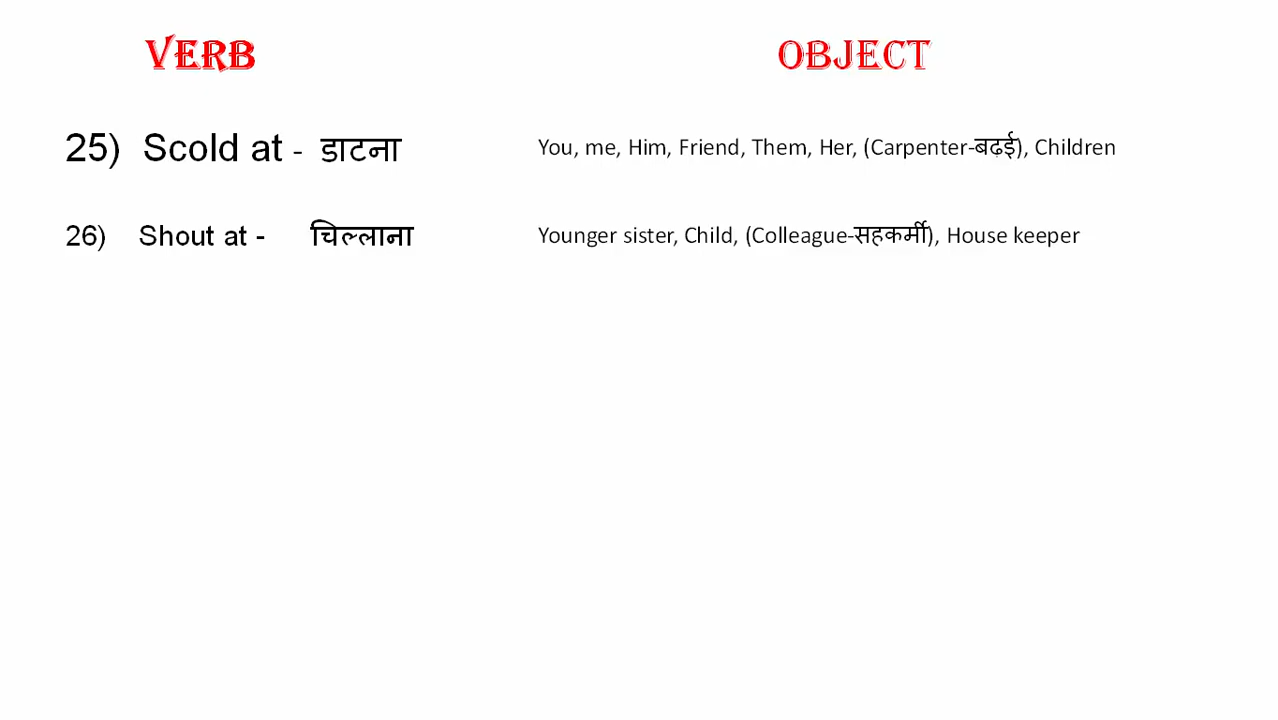 VERB OBJECT
25) Scold at - डाटना You, me, Him, Friend, Them, Her, (Carpenter-बढ़ई), Children
26) Shout at - चिल्लाना Younger sister, Child, (Colleague-सहकर्मी), House keeper